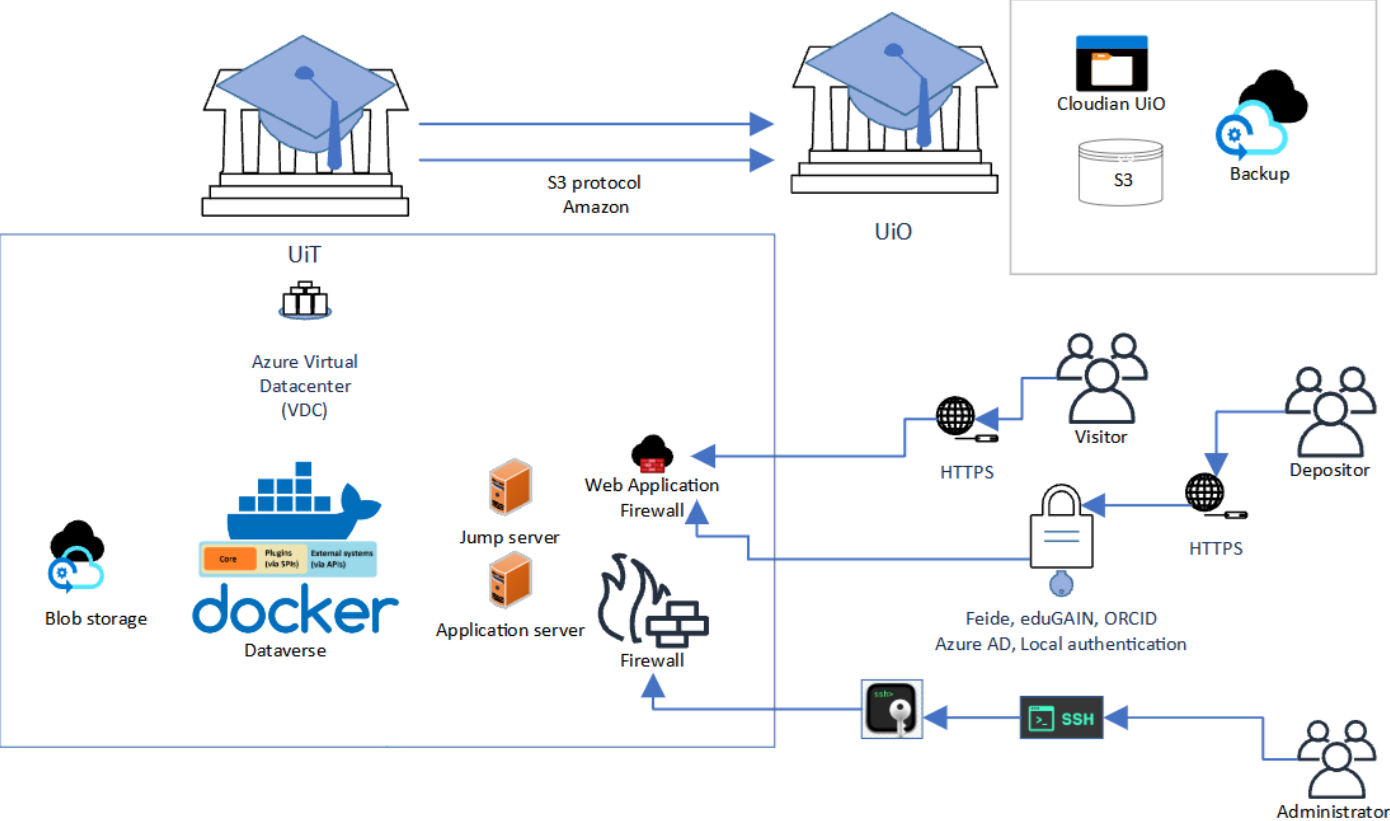 Cloudian UiO
S3
Backup
S3 protocol
Amazon
UiO
UiT
Azure Virtual
Datacenter
(VDC)
Visitor
HTTPS
Depositor
HTTPS
Web Application
Firewall
Jump server
Core
Plugins
(via SPIs)
External systems
(via APIs)
docker
Dataverse
Blob storage
Application server
Firewall
Feide, eduGAIN, ORCID
Azure AD, Local authentication
ssh>
>_ SSH
Administrator